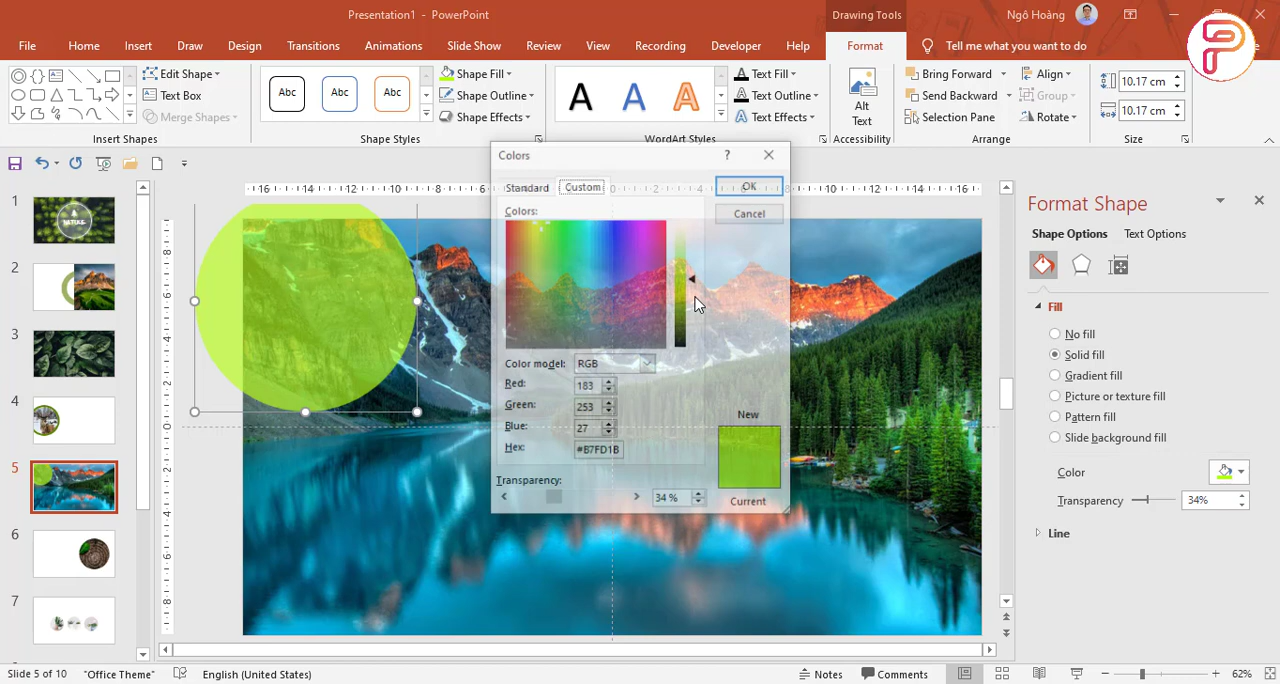 Presentation1 - PowerPoint
Drawing Tools
Ngô Hoàng
File
Home
Insert
Draw
Design
Transitions
Animations
Slide Show
Review
View
Recording
Developer
Help
Format
Tell me what you want to do
Edit Shape
Text Box
Merge Shapes
Insert Shapes
Abc
Abc
Abc
Shape Fill
Shape Outline
Shape Effects
Shape Styles
A
A
A
Text Fill
Text Outline
Text Effects
WordArt Styles
Alt
Text
Accessibility
Bring Forward
Send Backward
Selection Pane
Align
Group
Rotate
Arrange
10.17 cm
10.17 cm
Size
Colors
?
Standard
Custom
OK
Cancel
Colors:
Color model:
RGB
Red:
183
Green:
253
Blue:
27
Hex:
#B7FD1B
Transparency:
34 %
New
Current
1
2
3
4
5
6
7
Format Shape
Shape Options
Text Options
Fill
No fill
Solid fill
Gradient fill
Picture or texture fill
Pattern fill
Slide background fill
Color
Transparency
34%
Line
Slide 5 of 10
"Office Theme"
English (United States)
Notes
Comments
62%